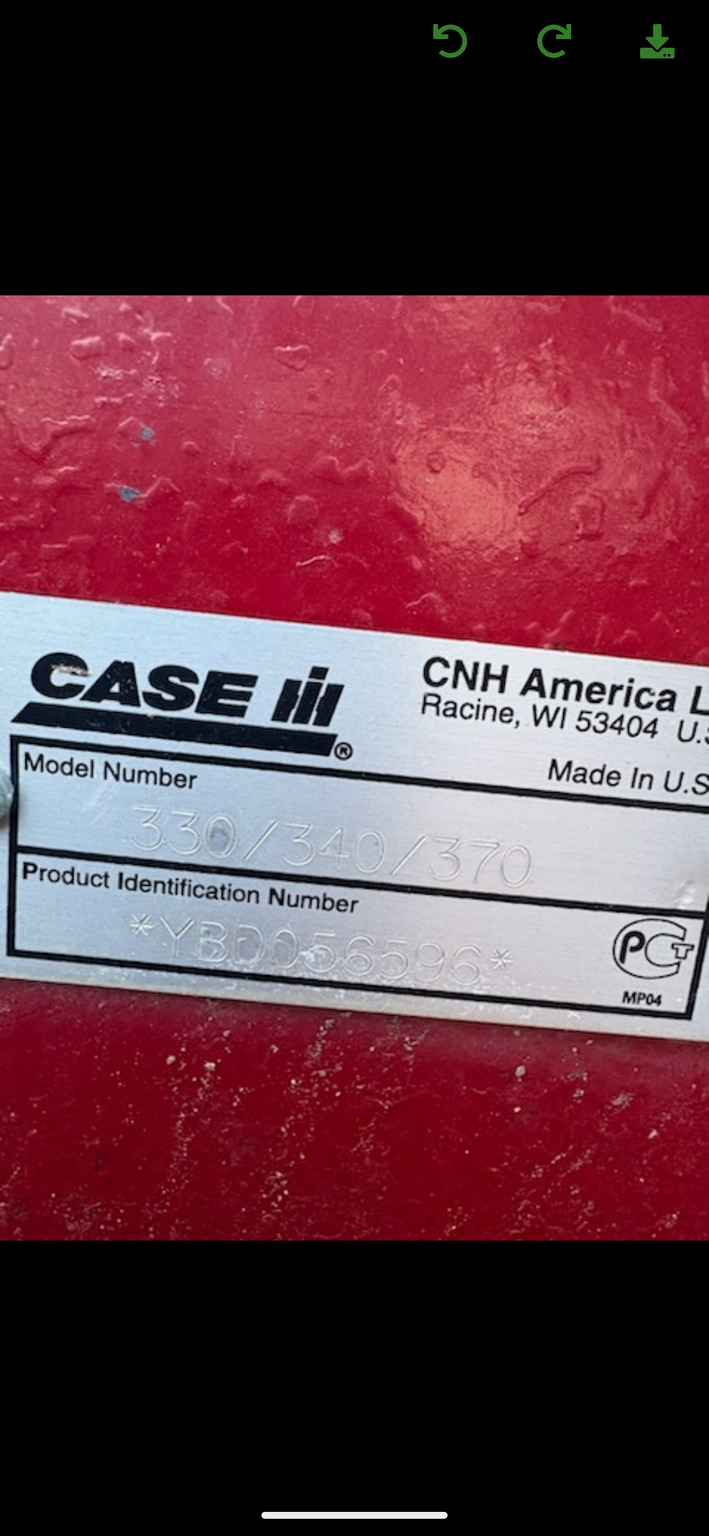 CASE IH®
CNH America L
Racine, WI 53404 U.S
Made In U.S
Model Number
330/340/370
Product Identification Number
*YBD056596*
PCT
MP04